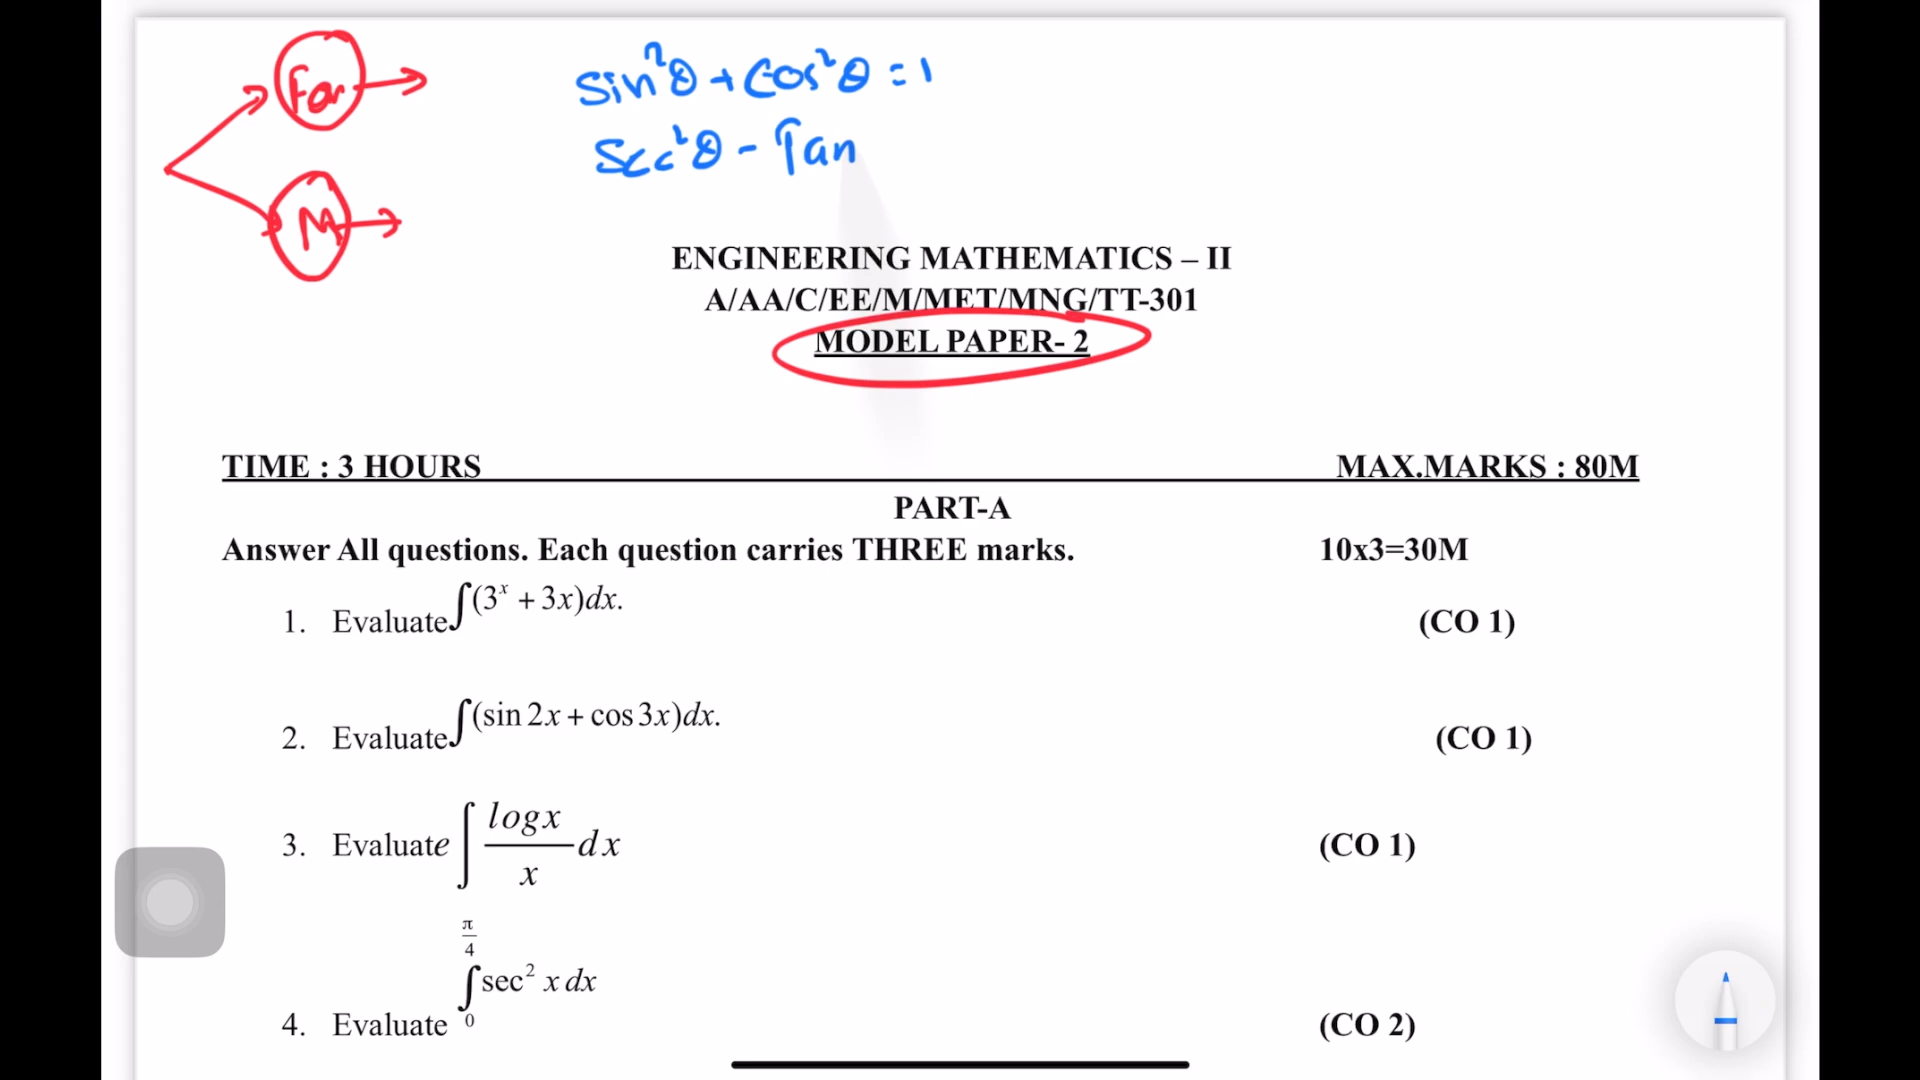 For
M
sin²θ + cos²θ = 1
sec²θ - Tan
ENGINEERING MATHEMATICS – II
A/AA/C/EE/M/MET/MNG/TT-301
MODEL PAPER- 2
TIME : 3 HOURS MAX.MARKS : 80M
PART-A
Answer All questions. Each question carries THREE marks. 10x3=30M
1. Evaluate ∫(3ˣ + 3x)dx. (CO 1)
2. Evaluate ∫(sin 2x + cos 3x)dx. (CO 1)
3. Evaluate ∫ logx/x dx (CO 1)
4. Evaluate ∫₀^(π/4) sec² x dx (CO 2)